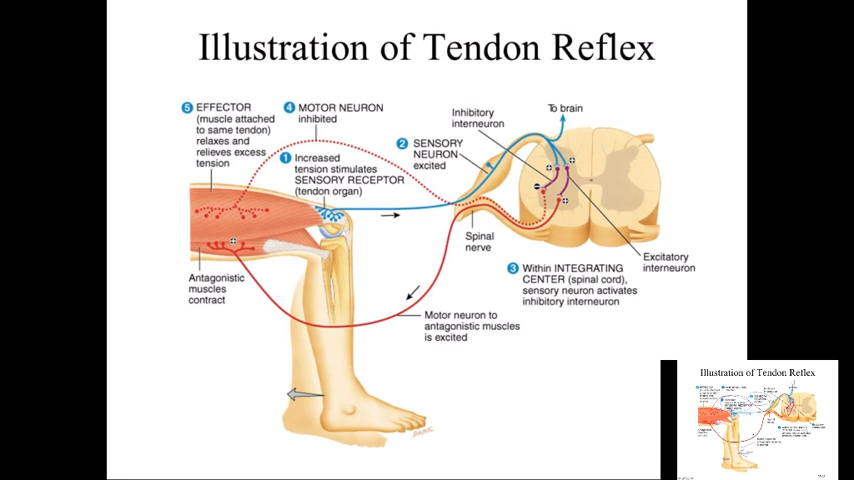 Illustration of Tendon Reflex
5 EFFECTOR
(muscle attached
to same tendon)
relaxes and
relieves excess
tension
4 MOTOR NEURON
inhibited
1 Increased
tension stimulates
SENSORY RECEPTOR
(tendon organ)
2 SENSORY
NEURON
excited
Inhibitory
interneuron
To brain
Spinal
nerve
Excitatory
interneuron
3 Within INTEGRATING
CENTER (spinal cord),
sensory neuron activates
inhibitory interneuron
Antagonistic
muscles
contract
Motor neuron to
antagonistic muscles
is excited
Illustration of Tendon Reflex